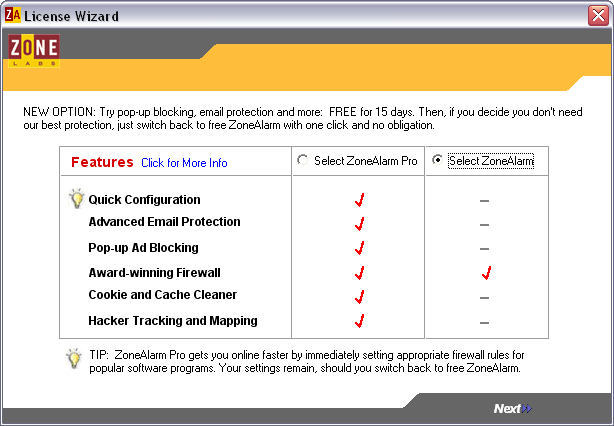 ZA License Wizard
ZONE
LABS
NEW OPTION: Try pop-up blocking, email protection and more: FREE for 15 days. Then, if you decide you don't need
our best protection, just switch back to free ZoneAlarm with one click and no obligation.
Features Click for More Info Select ZoneAlarm Pro Select ZoneAlarm
Quick Configuration
Advanced Email Protection
Pop-up Ad Blocking
Award-winning Firewall
Cookie and Cache Cleaner
Hacker Tracking and Mapping
TIP: ZoneAlarm Pro gets you online faster by immediately setting appropriate firewall rules for
popular software programs. Your settings remain, should you switch back to free ZoneAlarm.
Next